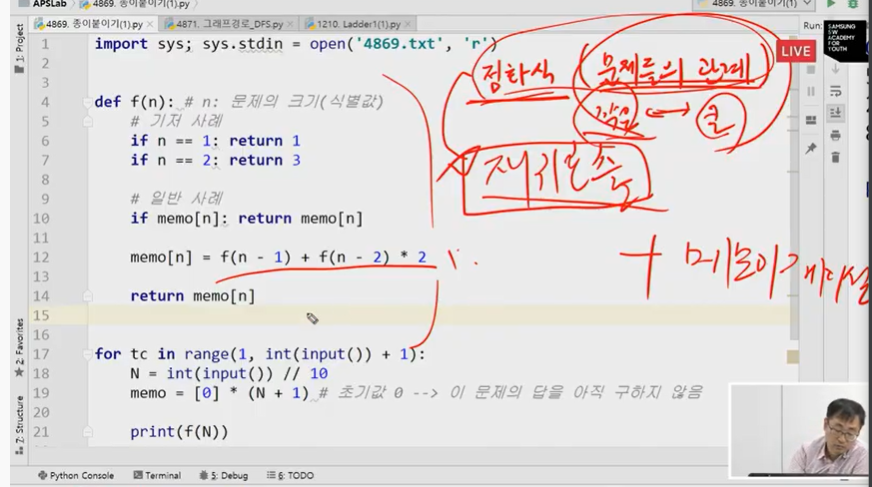 APSLab
4869. 종이붙이기(1).py
4869. 종이붙이기(1).py
4871. 그래프경로_DFS.py
1210. Ladder1(1).py
Run:
SAMSUNG
SW ACADEMY
FOR YOUTH
LIVE
1: Project
1 import sys; sys.stdin = open('4869.txt', 'r')
2
3
4 def f(n): # n: 문제의 크기(식별값)
5 # 기저 사례
6 if n == 1: return 1
7 if n == 2: return 3
8
9 # 일반 사례
10 if memo[n]: return memo[n]
11
12 memo[n] = f(n - 1) + f(n - 2) * 2
13
14 return memo[n]
15
16
17 for tc in range(1, int(input()) + 1):
18 N = int(input()) // 10
19 memo = [0] * (N + 1) # 초기값 0 --> 이 문제의 답을 아직 구하지 않음
20
21 print(f(N))
점화식 (문제들의 관계)
작은 ↔ 큰
재귀호출
+ 메모이제이션
2: Favorites
7: Structure
Python Console
Terminal
5: Debug
6: TODO